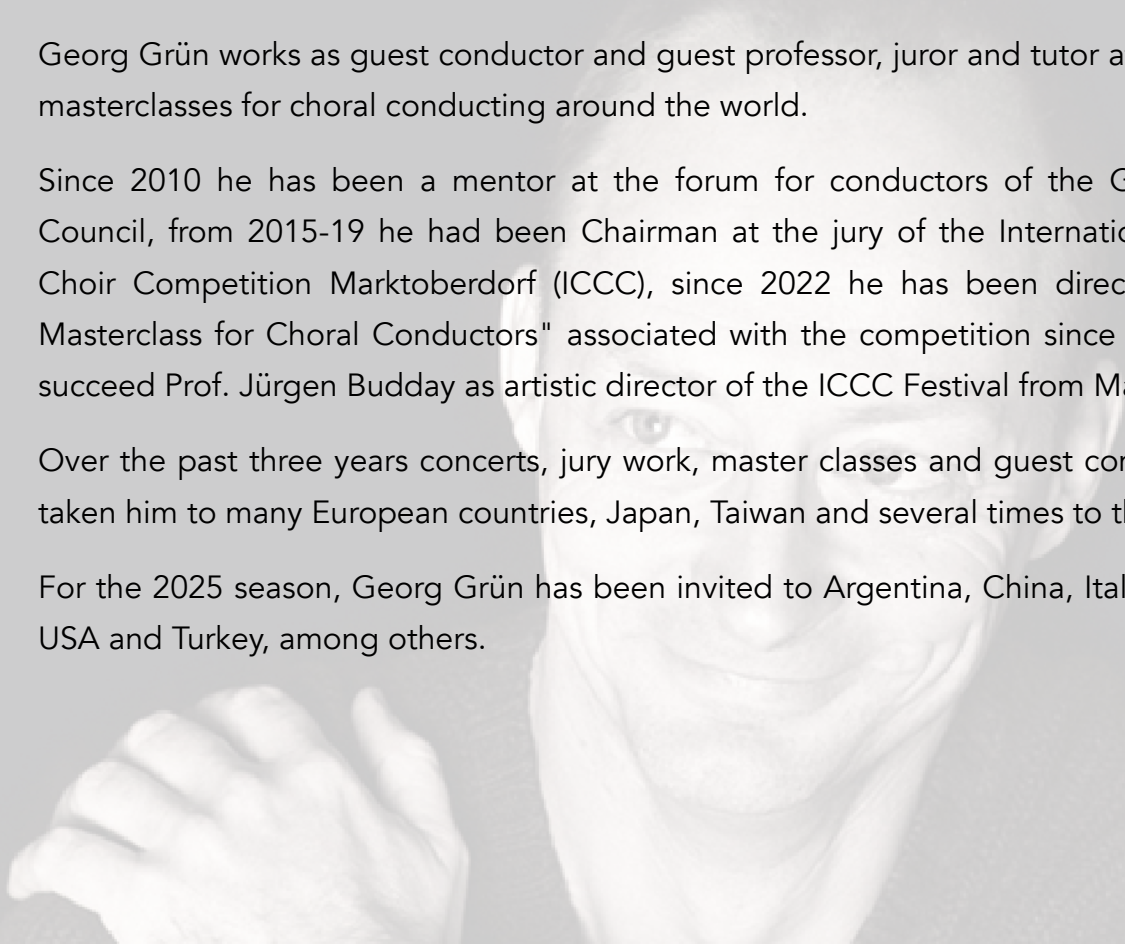 Georg Grün works as guest conductor and guest professor, juror and tutor
masterclasses for choral conducting around the world.
Since 2010 he has been a mentor at the forum for conductors of the
Council, from 2015-19 he had been Chairman at the jury of the
Choir Competition Marktoberdorf (ICCC), since 2022 he has been
Masterclass for Choral Conductors" associated with the competition since
succeed Prof. Jürgen Budday as artistic director of the ICCC Festival from
Over the past three years concerts, jury work, master classes and guest
taken him to many European countries, Japan, Taiwan and several times to
For the 2025 season, Georg Grün has been invited to Argentina, China,
USA and Turkey, among others.